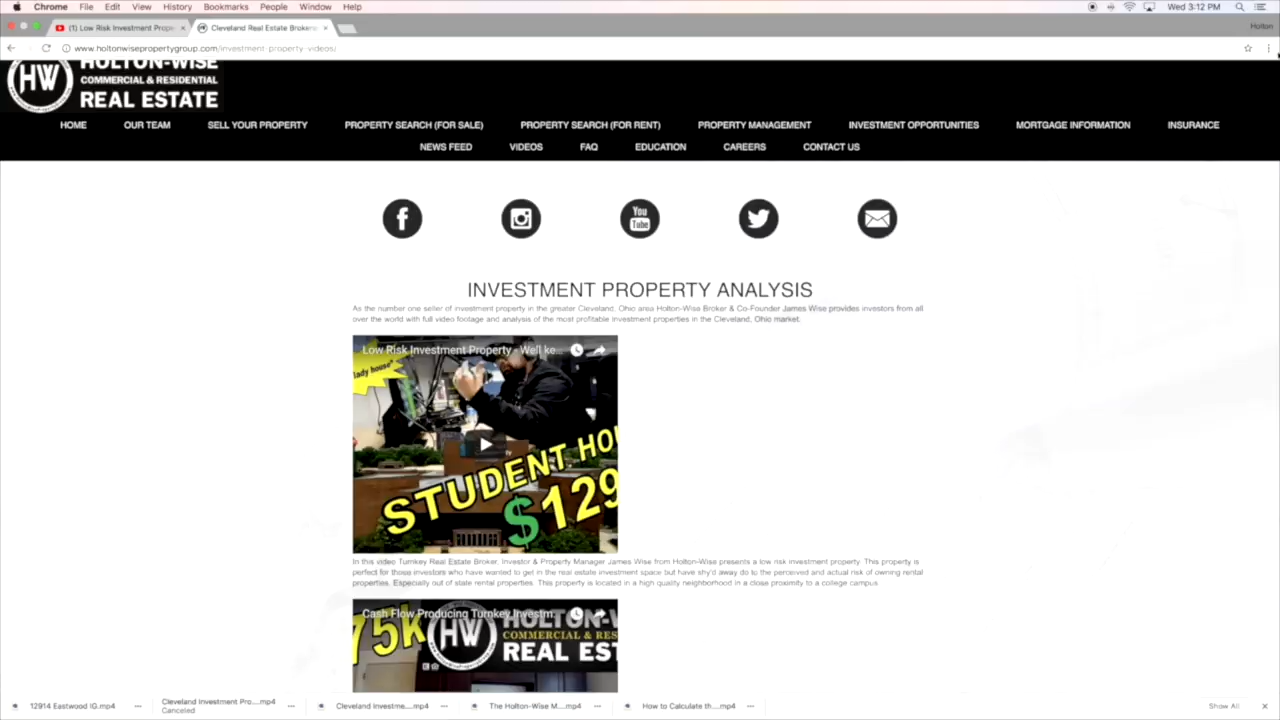 Chrome File Edit View History Bookmarks People Window Help Wed 3:12 PM
(1) Low Risk Investment Prope Cleveland Real Estate Brokers Holton
www.holtonwisepropertygroup.com/investment-property-videos/
HW HOLTON-WISE
COMMERCIAL & RESIDENTIAL
REAL ESTATE
HOME OUR TEAM SELL YOUR PROPERTY PROPERTY SEARCH (FOR SALE) PROPERTY SEARCH (FOR RENT) PROPERTY MANAGEMENT INVESTMENT OPPORTUNITIES MORTGAGE INFORMATION INSURANCE
NEWS FEED VIDEOS FAQ EDUCATION CAREERS CONTACT US
You
Tube
INVESTMENT PROPERTY ANALYSIS
As the number one seller of investment property in the greater Cleveland, Ohio area Holton-Wise Broker & Co-Founder James Wise provides investors from all
over the world with full video footage and analysis of the most profitable investment properties in the Cleveland, Ohio market.
Low Risk Investment Property - Well ke...
lady house"
STUDENT HOU
$129
In this video Turnkey Real Estate Broker, Investor & Property Manager James Wise from Holton-Wise presents a low risk investment property. This property is
perfect for those investors who have wanted to get in the real estate investment space but have shy'd away do to the perceived and actual risk of owning rental
properties. Especially out of state rental properties. This property is located in a high quality neighborhood in a close proximity to a college campus
Cash Flow Producing Turnkey Investm...
75k HW HOLTON-W
COMMERCIAL & RES
REAL EST
12914 Eastwood IG.mp4 Cleveland Investment Pro....mp4 Cleveland Investme....mp4 The Holton-Wise M....mp4 How to Calculate th....mp4 Show All
Canceled